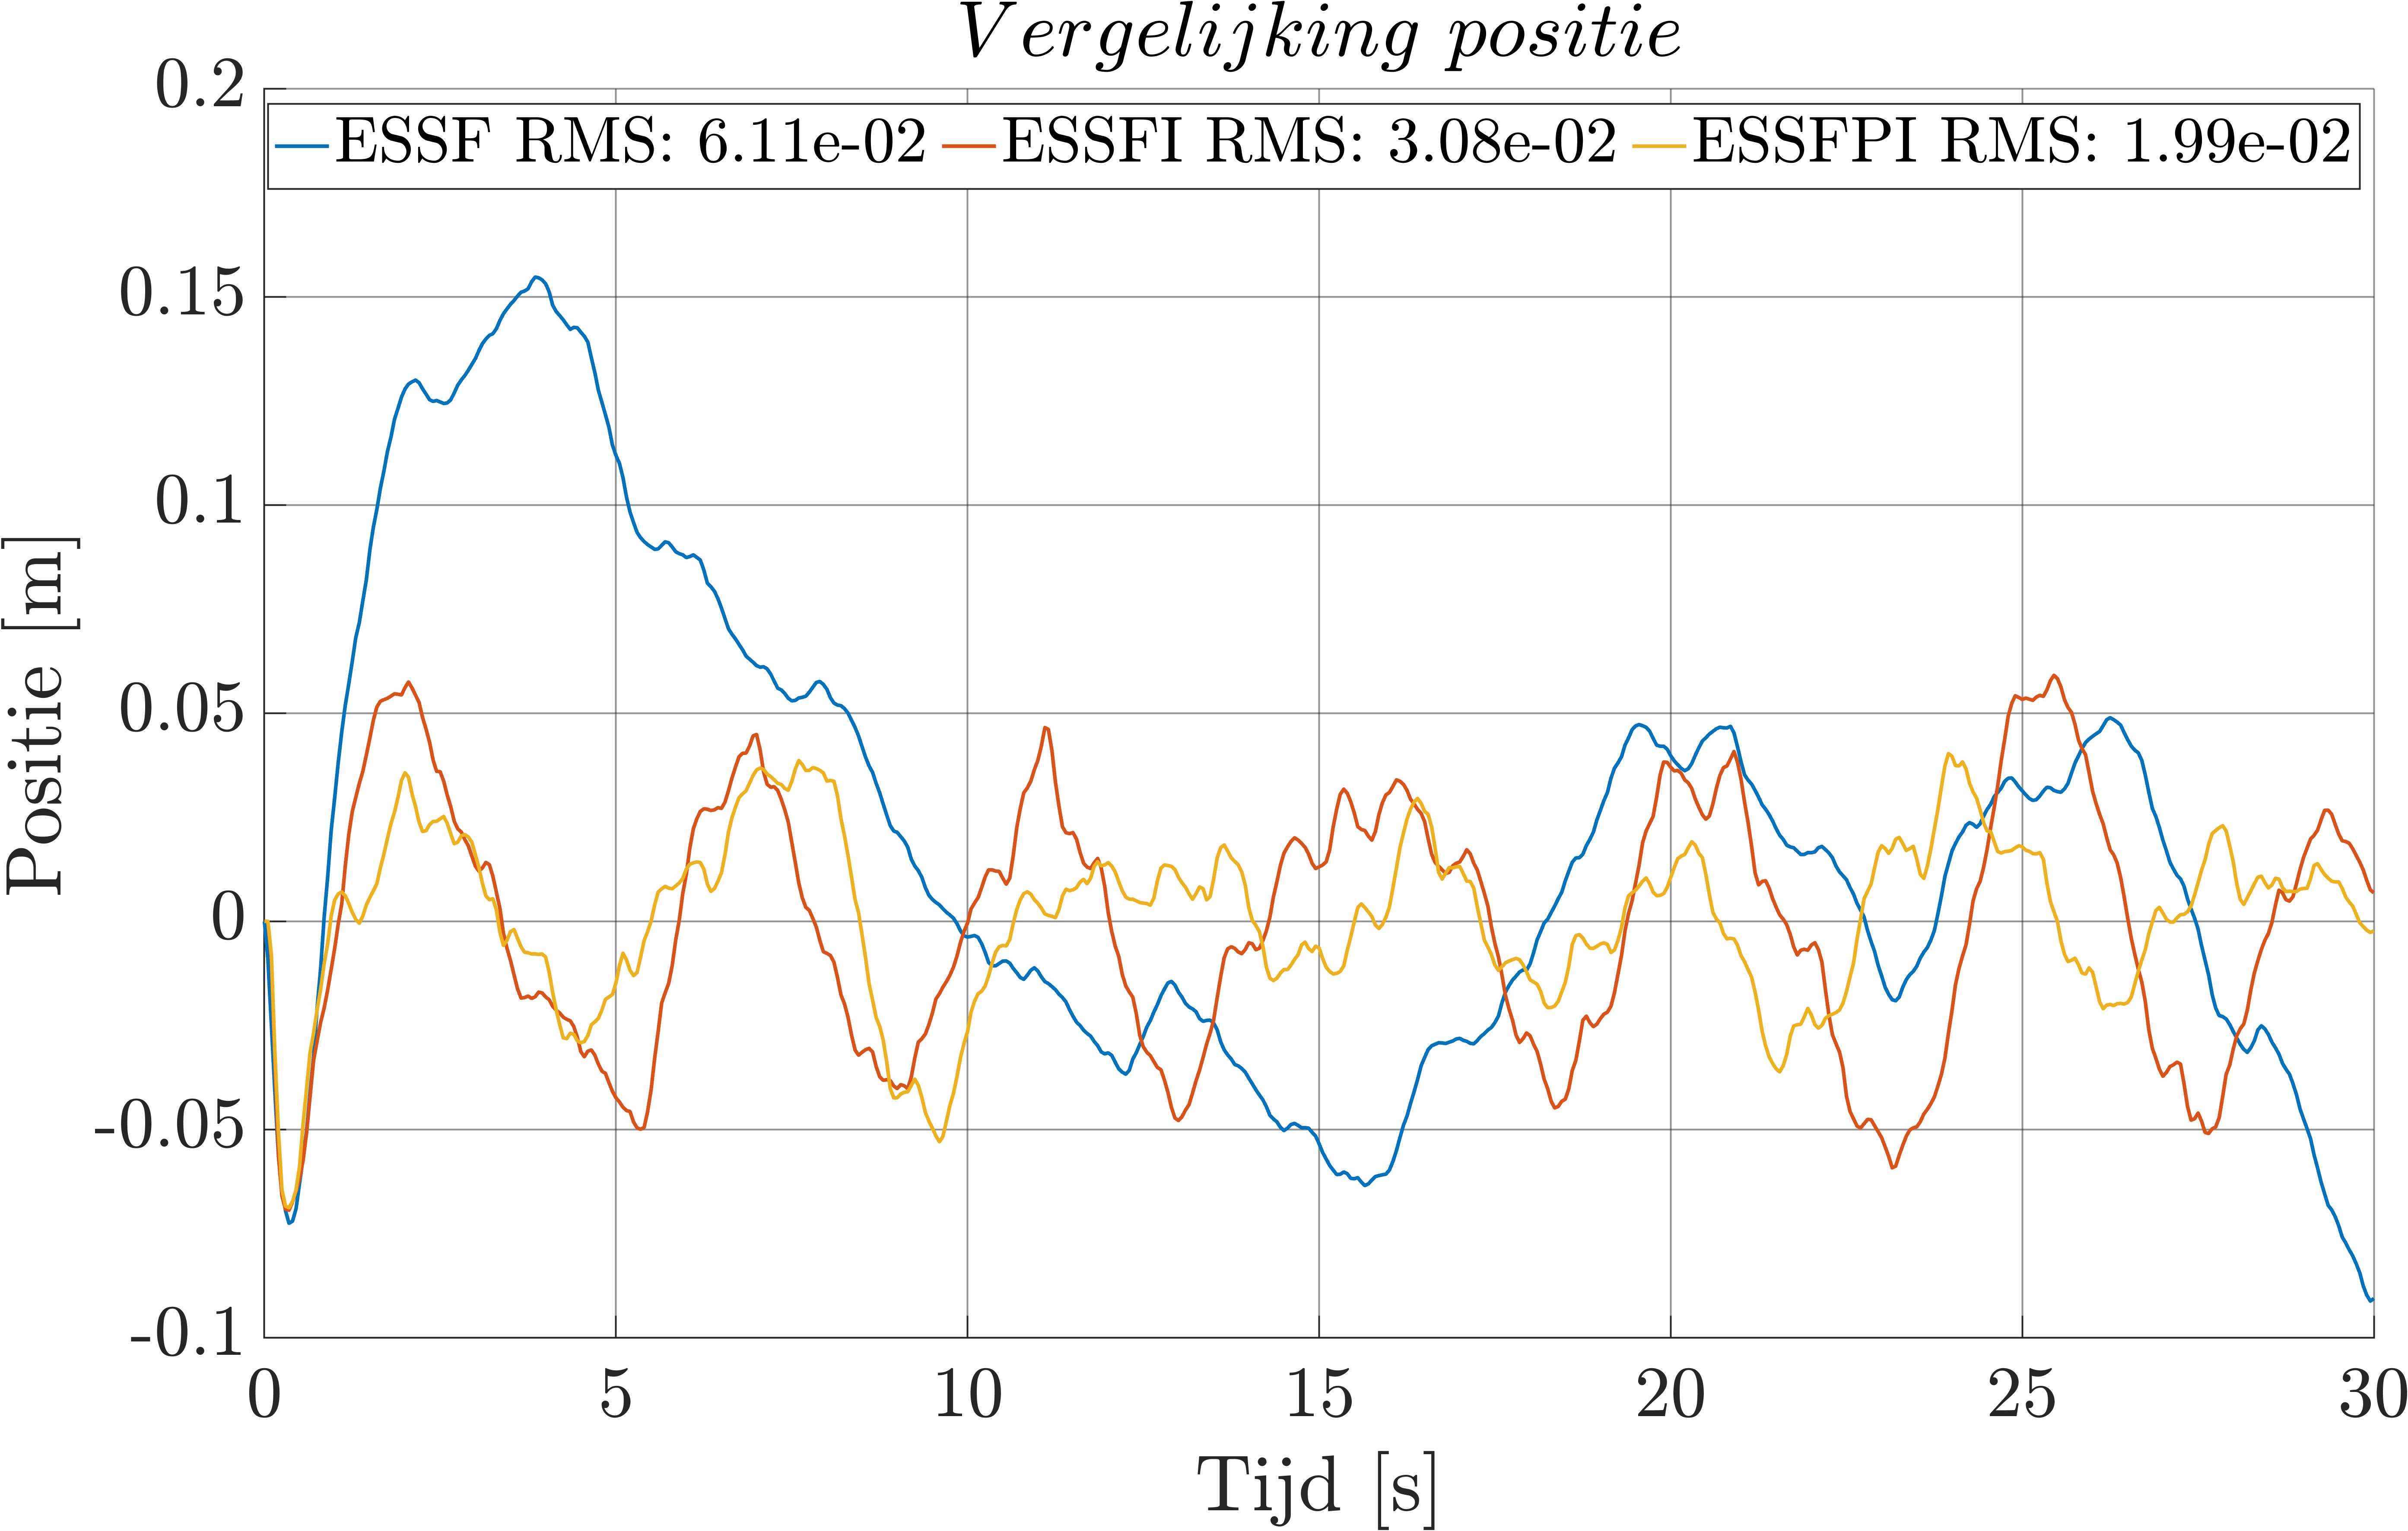 Vergelijking positie
0.2
ESSF RMS: 6.11e-02 ESSFI RMS: 3.08e-02 ESSFPI RMS: 1.99e-02
0.15
0.1
0.05
0
-0.05
-0.1
Positie [m]
0 5 10 15 20 25 30
Tijd [s]